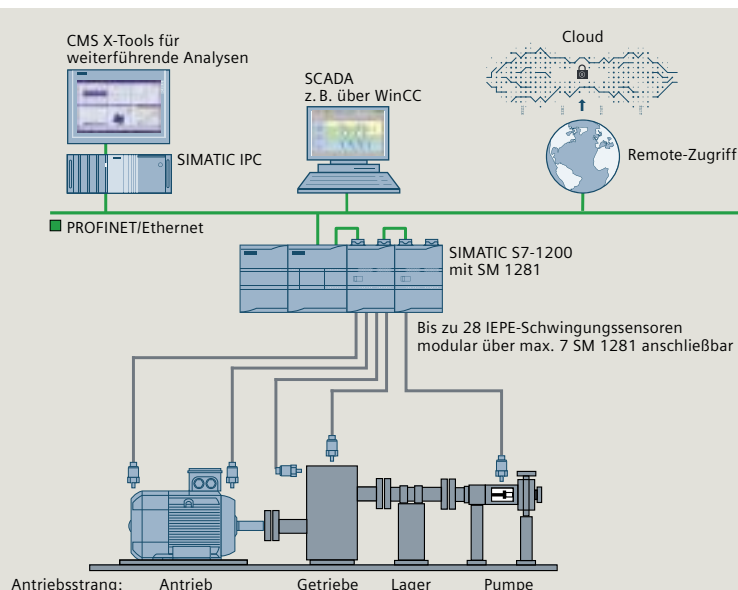 CMS X-Tools für
weiterführende Analysen
SCADA
z. B. über WinCC
Cloud
SIMATIC IPC
Remote-Zugriff
PROFINET/Ethernet
SIMATIC S7-1200
mit SM 1281
Bis zu 28 IEPE-Schwingungssensoren
modular über max. 7 SM 1281 anschließbar
Antriebsstrang: Antrieb Getriebe Lager Pumpe